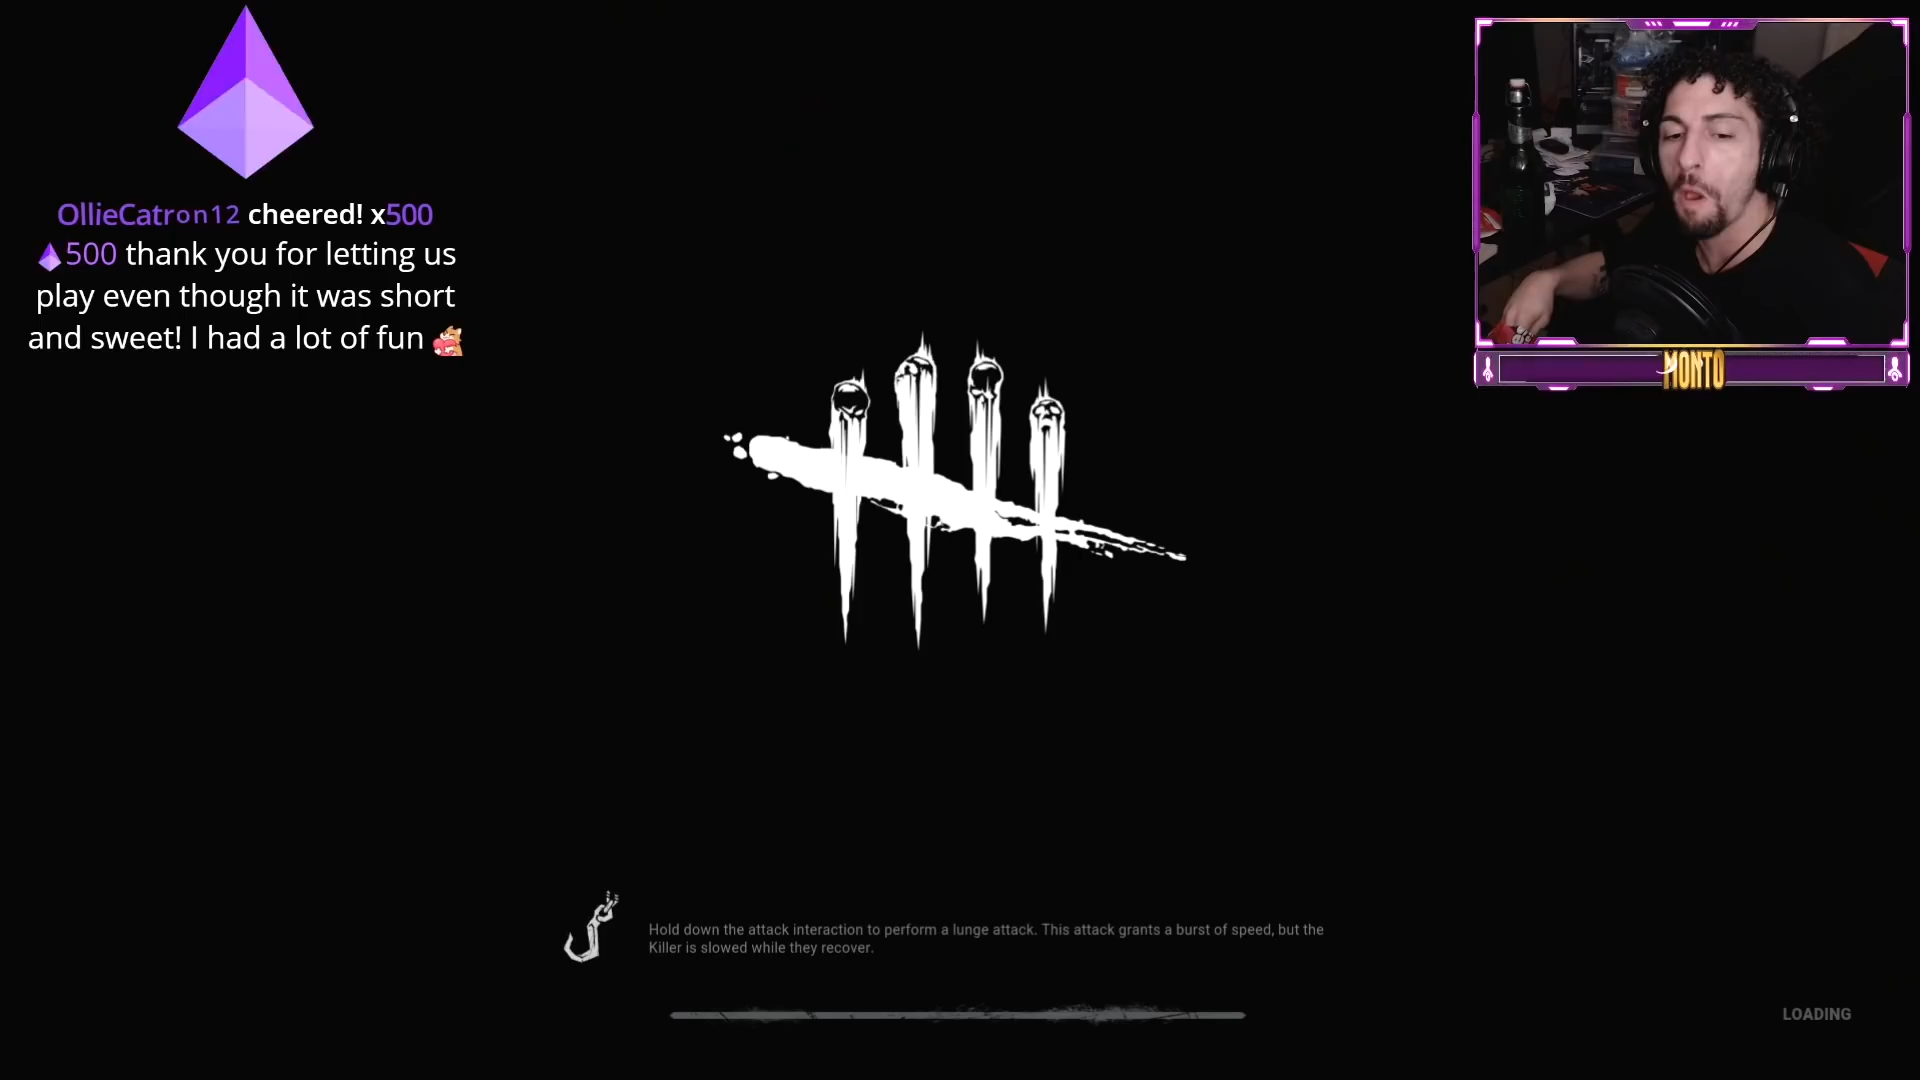 OllieCatron12 cheered! x500
500 thank you for letting us
play even though it was short
and sweet! I had a lot of fun
MONTO
Hold down the attack interaction to perform a lunge attack. This attack grants a burst of speed, but the
Killer is slowed while they recover.
LOADING